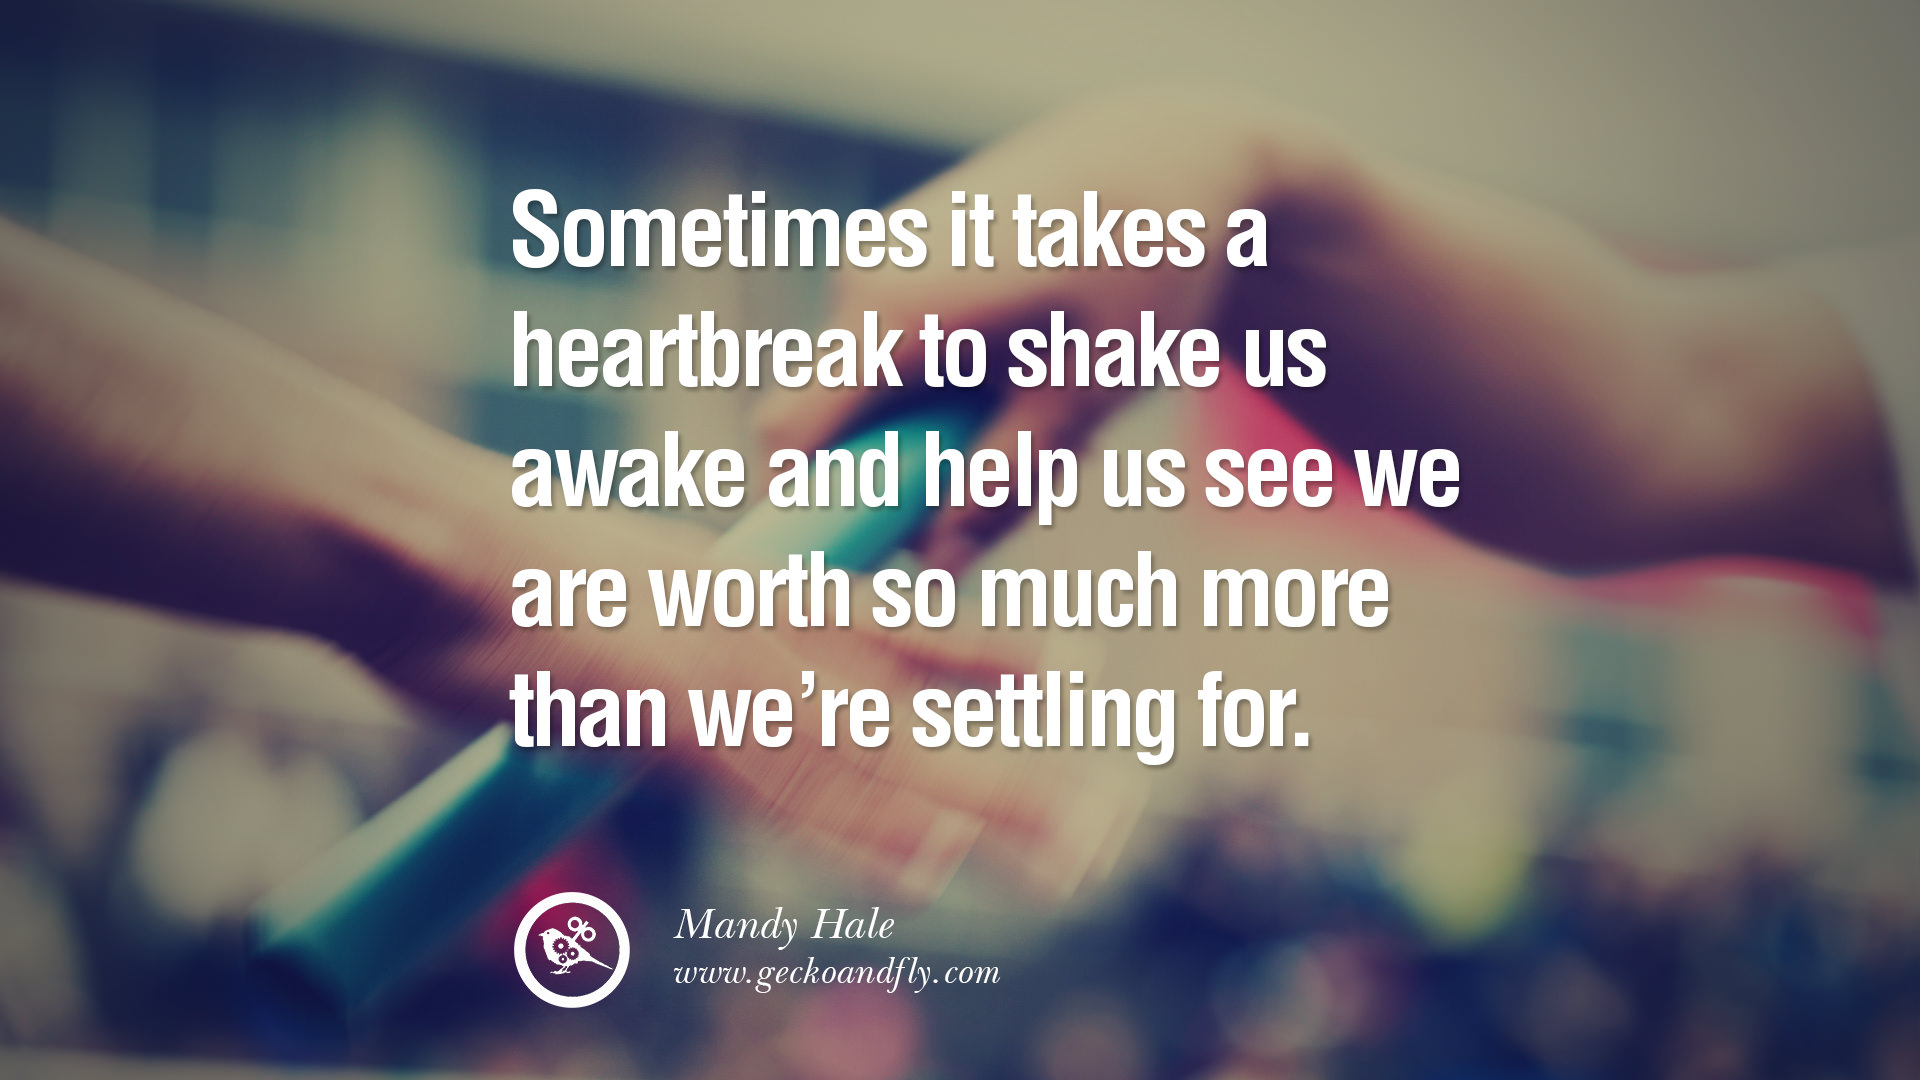 Sometimes it takes a
heartbreak to shake us
awake and help us see we
are worth so much more
than we’re settling for.
Mandy Hale
www.geckoandfly.com